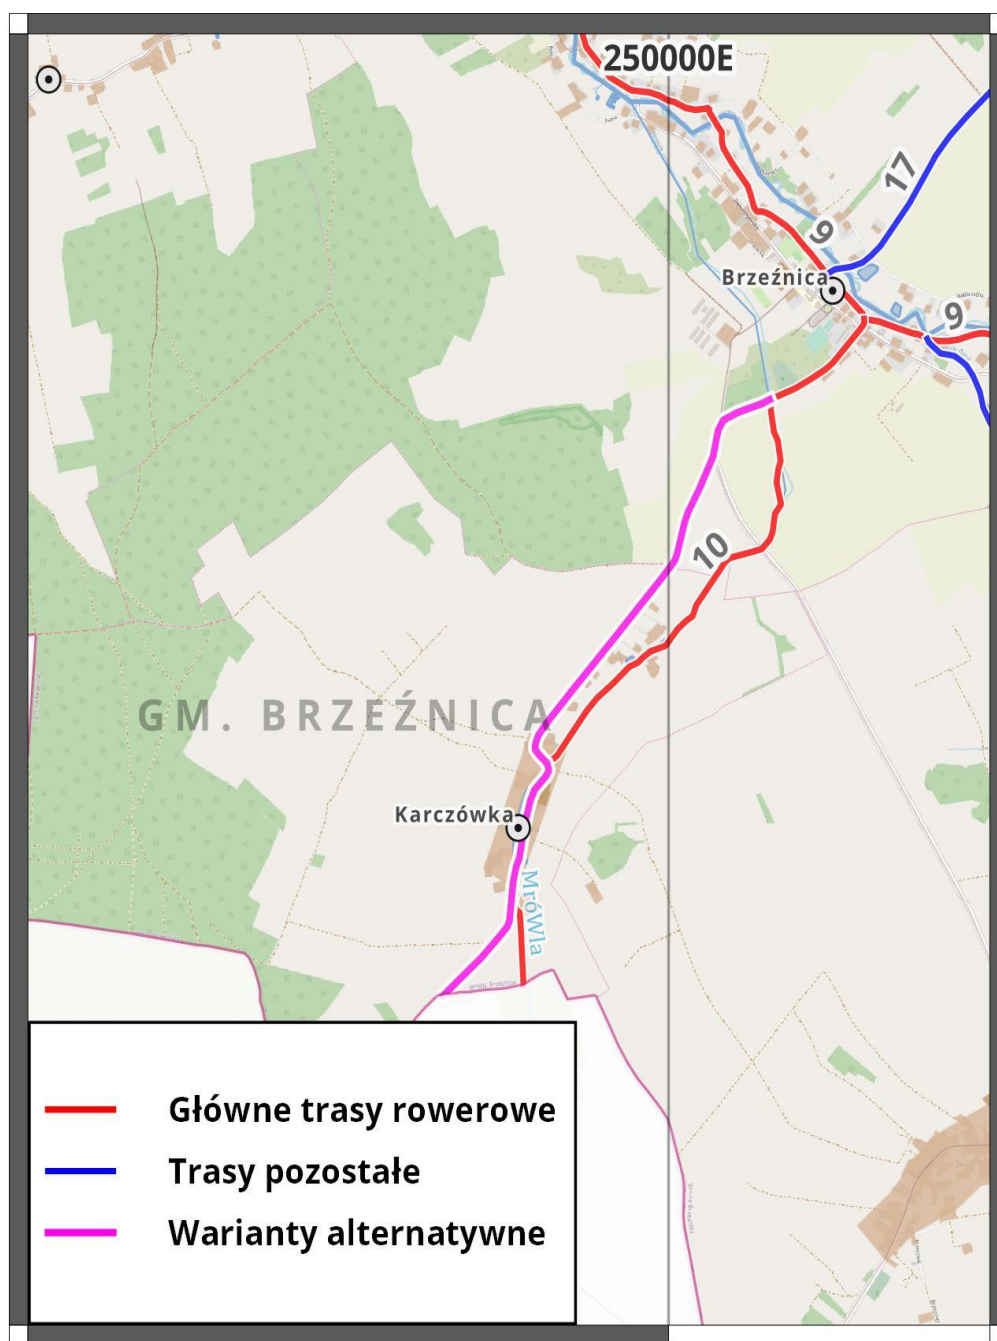 250000E
17
9
Brzeźnica
9
10
GM. BRZEŹNICA
Karczówka
MróWla
Główne trasy rowerowe
Trasy pozostałe
Warianty alternatywne